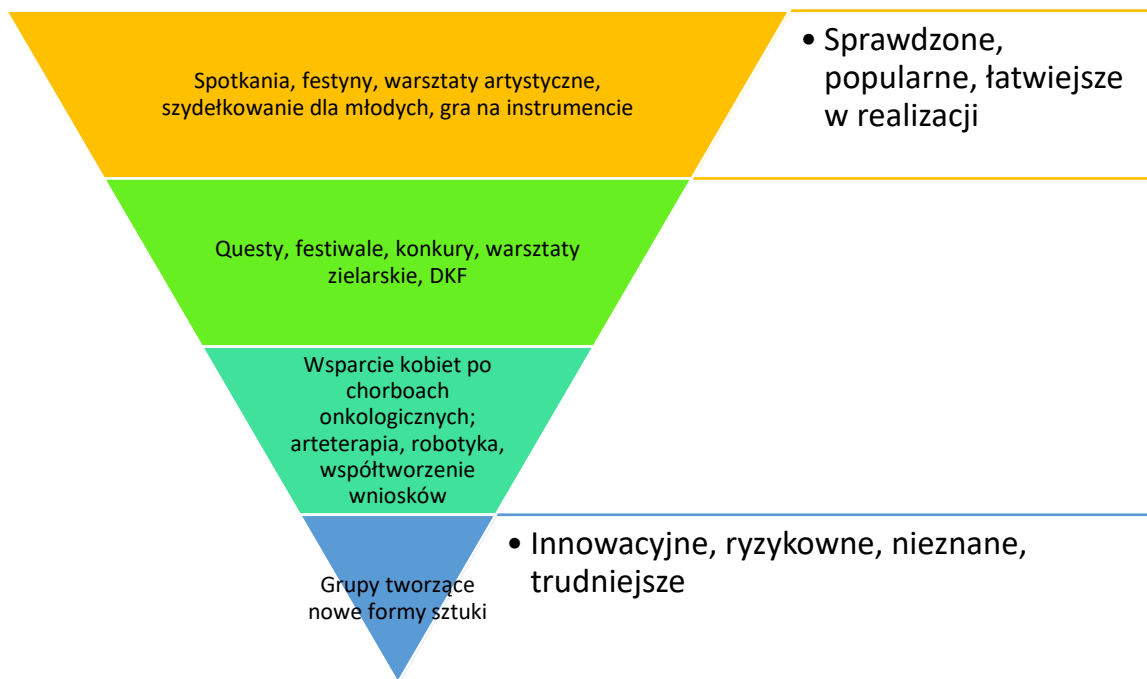 Spotkania, festyny, warsztaty artystyczne,
szydełkowanie dla młodych, gra na instrumencie
• Sprawdzone,
popularne, łatwiejsze
w realizacji
Questy, festiwale, konkury, warsztaty
zielarskie, DKF
Wsparcie kobiet po
chorboach
onkologicznych;
arteterapia, robotyka,
współtworzenie
wniosków
• Innowacyjne, ryzykowne, nieznane,
trudniejsze
Grupy tworzące
nowe formy sztuki